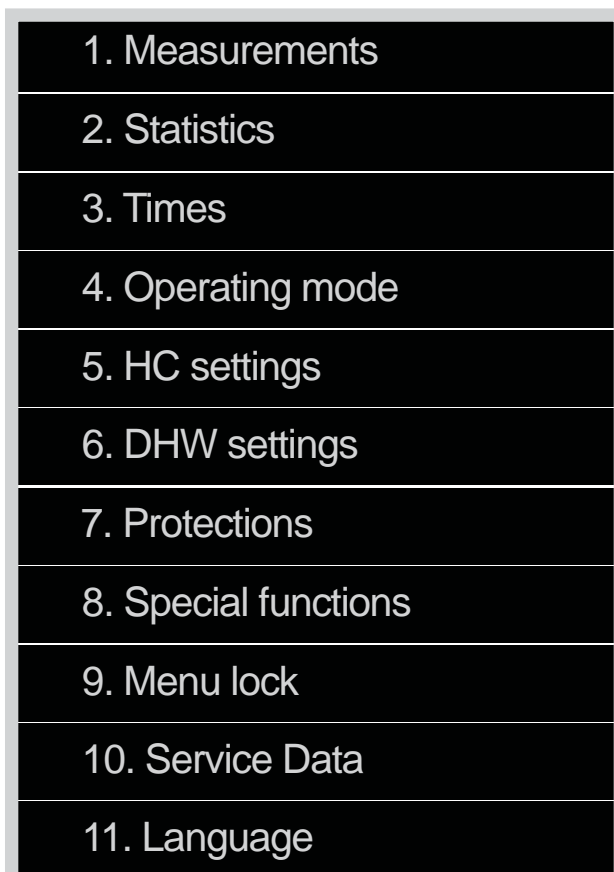 1. Measurements
2. Statistics
3. Times
4. Operating mode
5. HC settings
6. DHW settings
7. Protections
8. Special functions
9. Menu lock
10. Service Data
11. Language